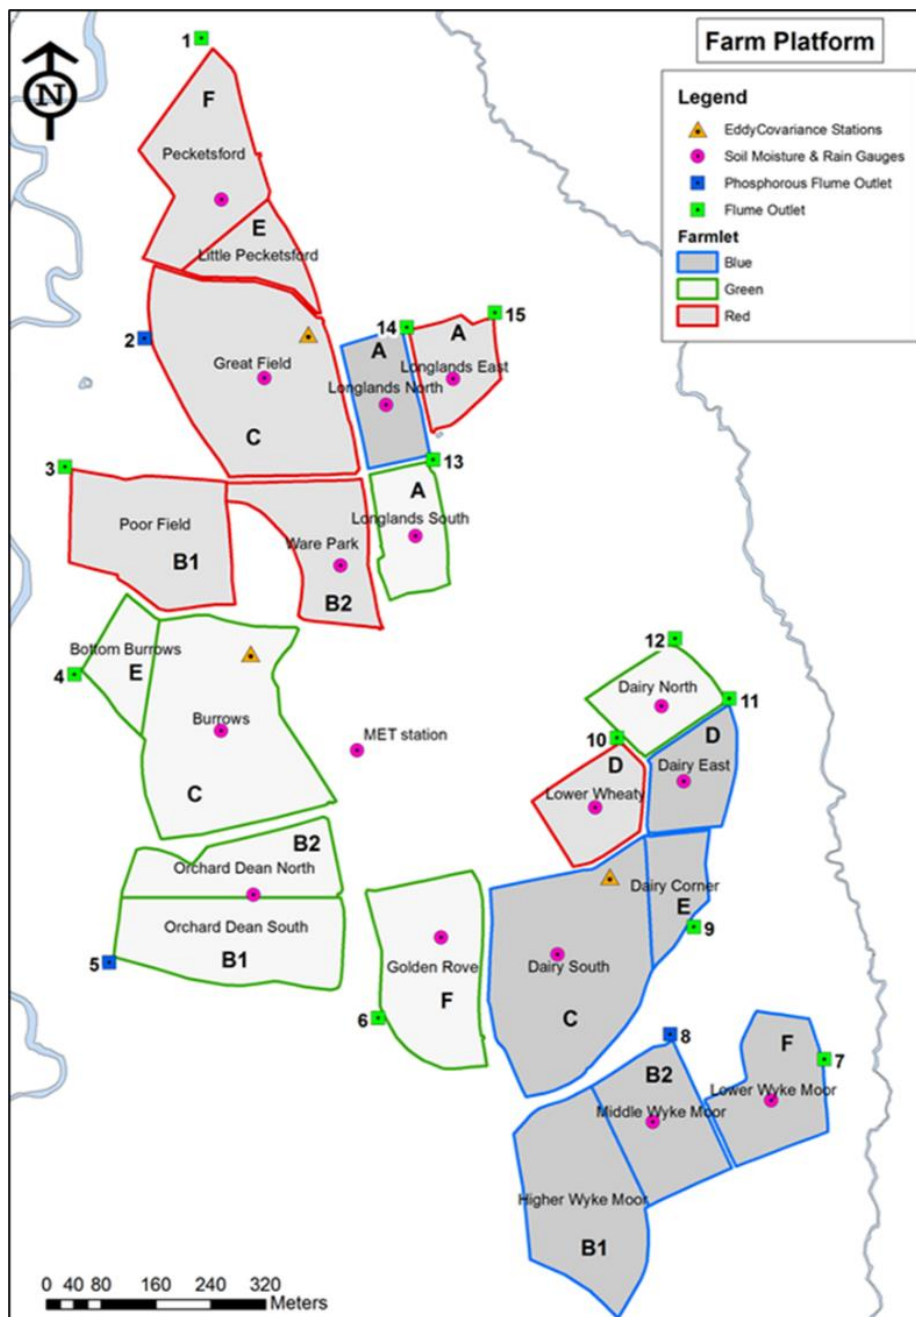 Farm Platform
Legend
EddyCovariance Stations
Soil Moisture & Rain Gauges
Phosphorous Flume Outlet
Flume Outlet
Farmlet
Blue
Green
Red
N
1
F
Pecketsford
E
Little Pecketsford
2
Great Field
C
14
15
A
Longlands North
A
Longlands East
13
3
Poor Field
B1
Ware Park
B2
A
Longlands South
Bottom Burrows
E
4
Burrows
C
MET station
12
Dairy North
11
10
D
Lower Wheaty
D
Dairy East
B2
Orchard Dean North
Orchard Dean South
B1
5
Golden Rove
F
6
Dairy Corner
E
9
Dairy South
C
8
B2
Middle Wyke Moor
F
7
Lower Wyke Moor
Higher Wyke Moor
B1
0 40 80 160 240 320
Meters